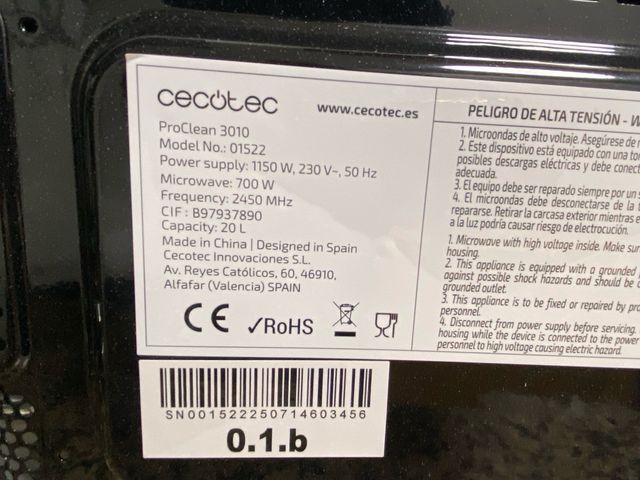 cecotec
www.cecotec.es
ProClean 3010
Model No.: 01522
Power supply: 1150 W, 230 V~, 50 Hz
Microwave: 700 W
Frequency: 2450 MHz
CIF: B97937890
Capacity: 20 L
Made in China | Designed in Spain
Cecotec Innovaciones S.L.
Av. Reyes Católicos, 60, 46910,
Alfafar (Valencia) SPAIN
CE ✓RoHS
PELIGRO DE ALTA TENSIÓN - W
1. Microondas de alto voltaje. Asegúrese de
2. Este dispositivo está equipado con una
posibles descargas eléctricas y debe
adecuada.
3. El equipo debe ser reparado siempre por un
4. El microondas debe desconectarse de la
repararse. Retirar la carcasa exterior mientras
a la luz podría causar riesgo de electrocución.
1. Microwave with high voltage inside. Make
housing.
2. This appliance is equipped with a grounded
against possible shock hazards and should be
grounded outlet.
3. This appliance is to be fixed or repaired by
personnel.
4. Disconnect from power supply before servicing.
housing while the device is connected to the power
personnel to high voltage causing electric hazard.
SN001522250714603456
0.1.b